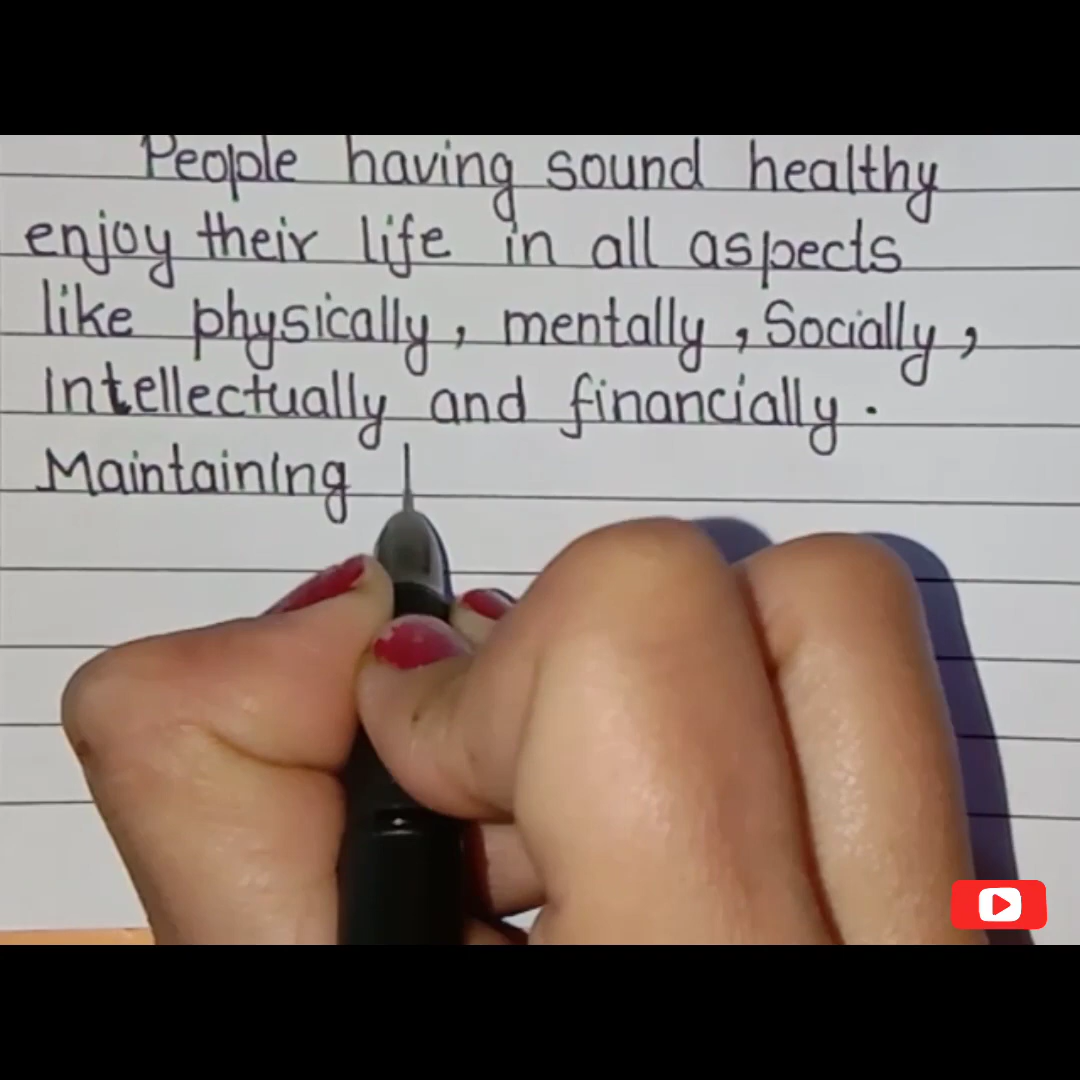 People having sound healthy
enjoy their life in all aspects
like physically, mentally, Socially,
Intellectually and financially.
Maintaining